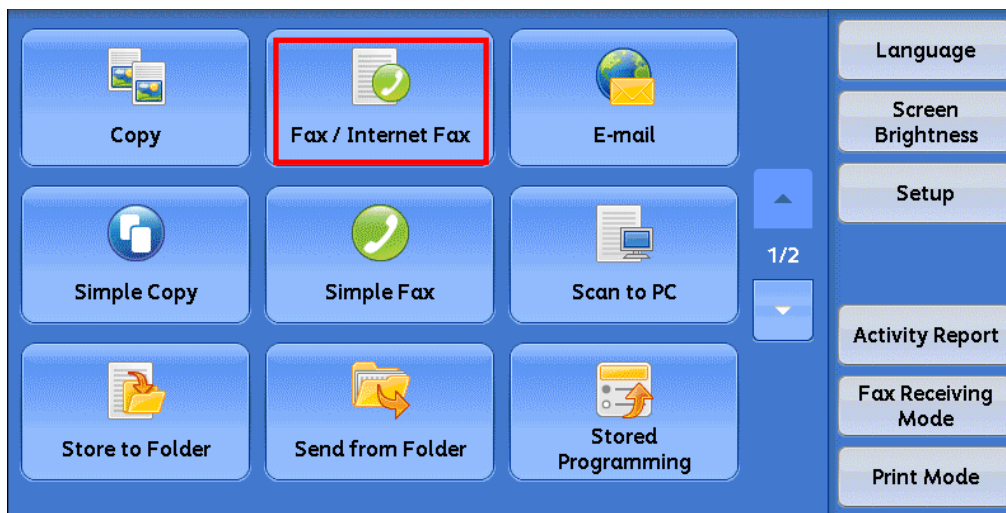 Copy
Fax / Internet Fax
E-mail
Simple Copy
Simple Fax
Scan to PC
Store to Folder
Send from Folder
Stored
Programming
1/2
Language
Screen
Brightness
Setup
Activity Report
Fax Receiving
Mode
Print Mode